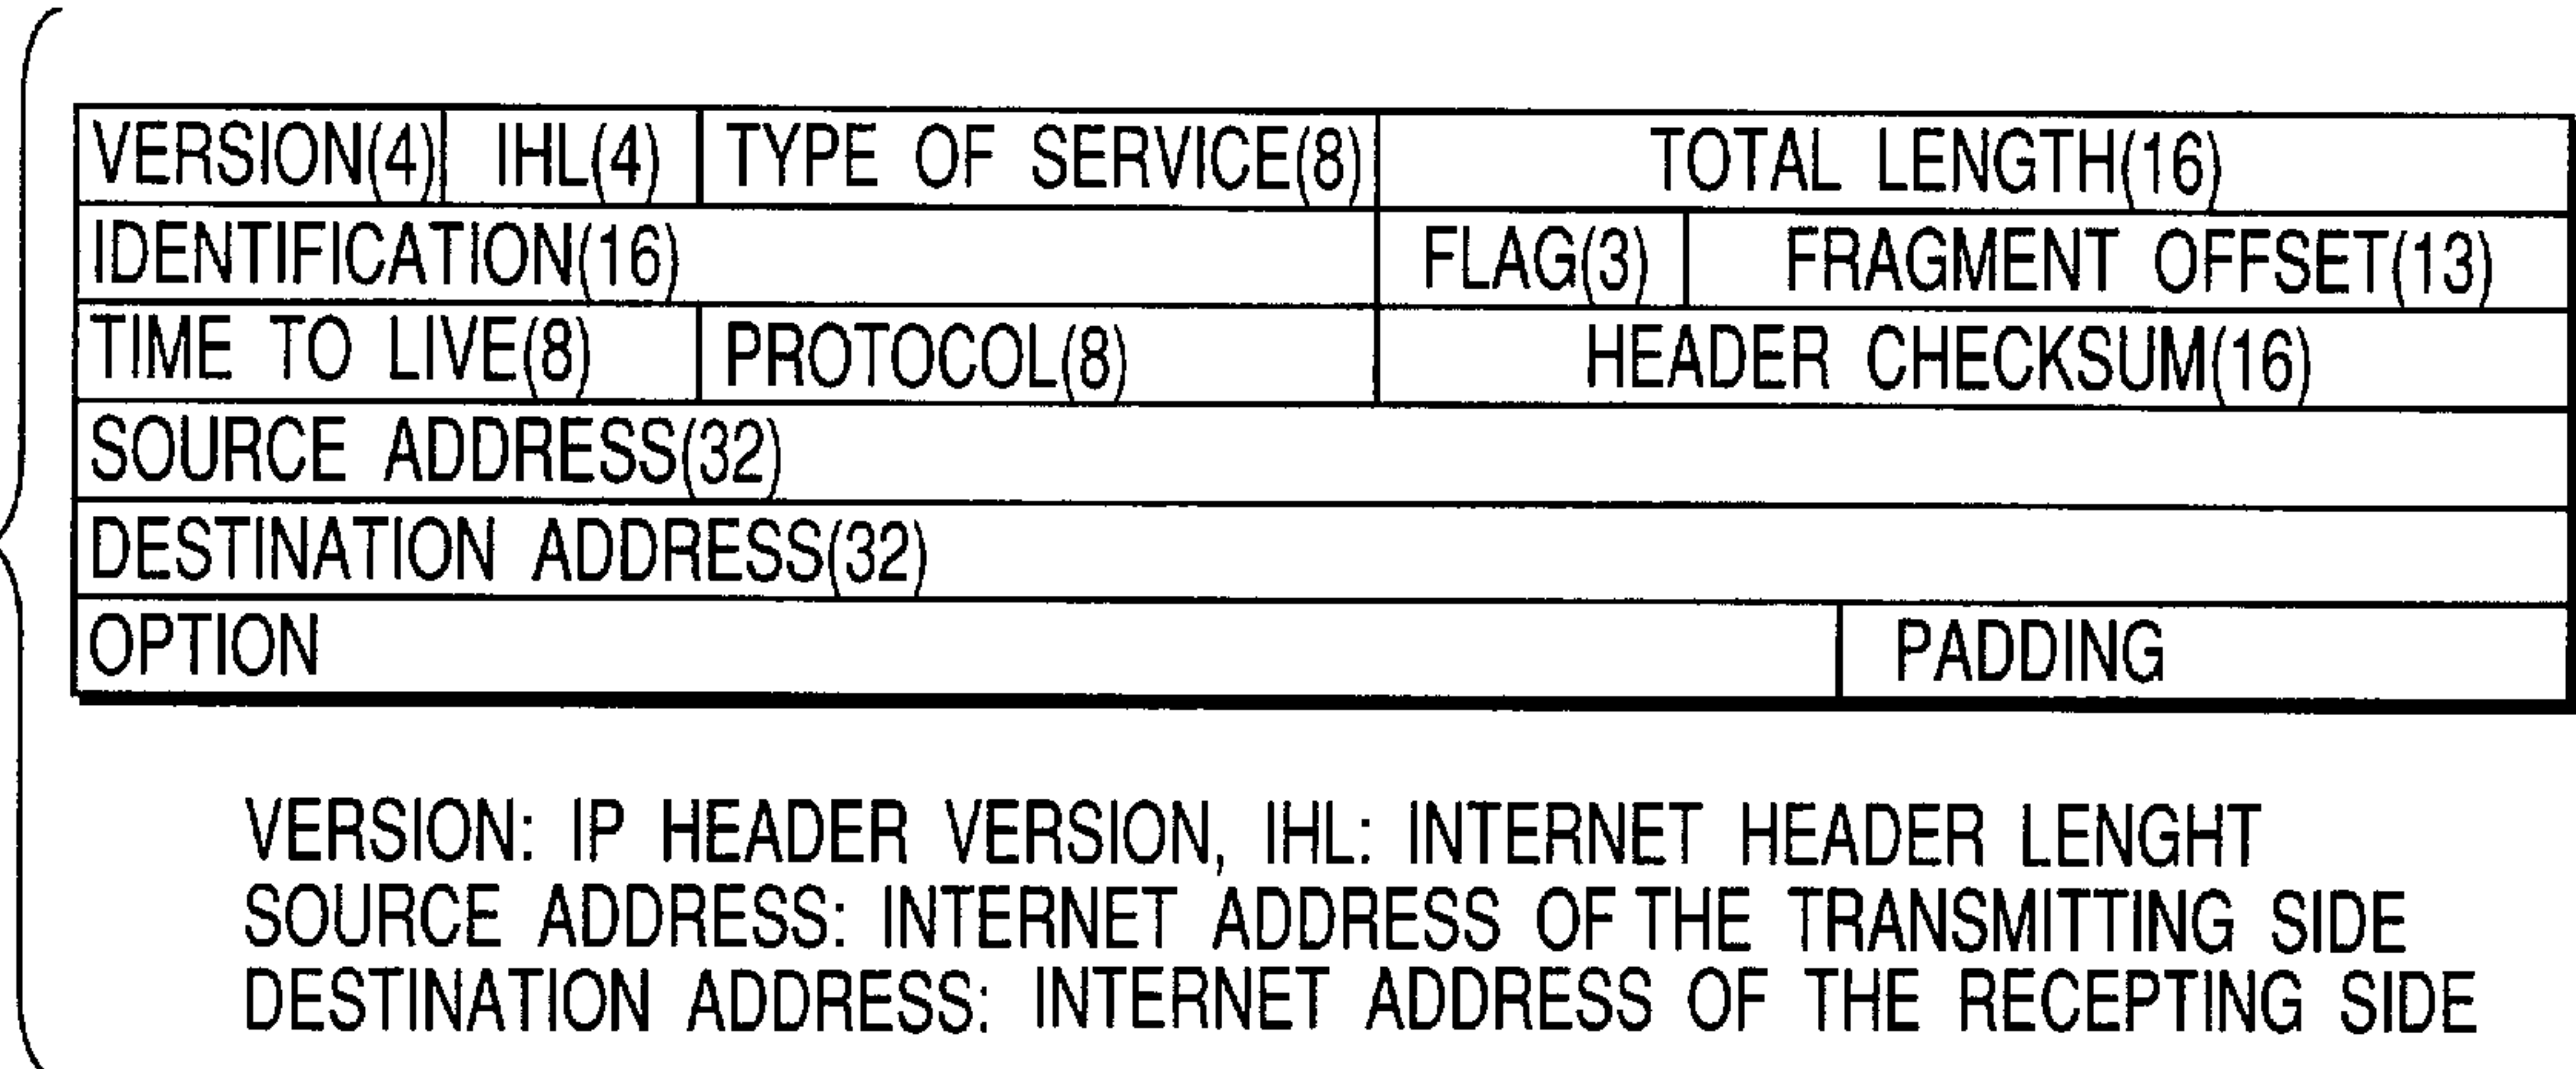 VERSION(4) IHL(4) TYPE OF SERVICE(8) TOTAL LENGTH(16)
IDENTIFICATION(16) FLAG(3) FRAGMENT OFFSET(13)
TIME TO LIVE(8) PROTOCOL(8) HEADER CHECKSUM(16)
SOURCE ADDRESS(32)
DESTINATION ADDRESS(32)
OPTION PADDING
VERSION: IP HEADER VERSION, IHL: INTERNET HEADER LENGHT
SOURCE ADDRESS: INTERNET ADDRESS OF THE TRANSMITTING SIDE
DESTINATION ADDRESS: INTERNET ADDRESS OF THE RECEPTING SIDE